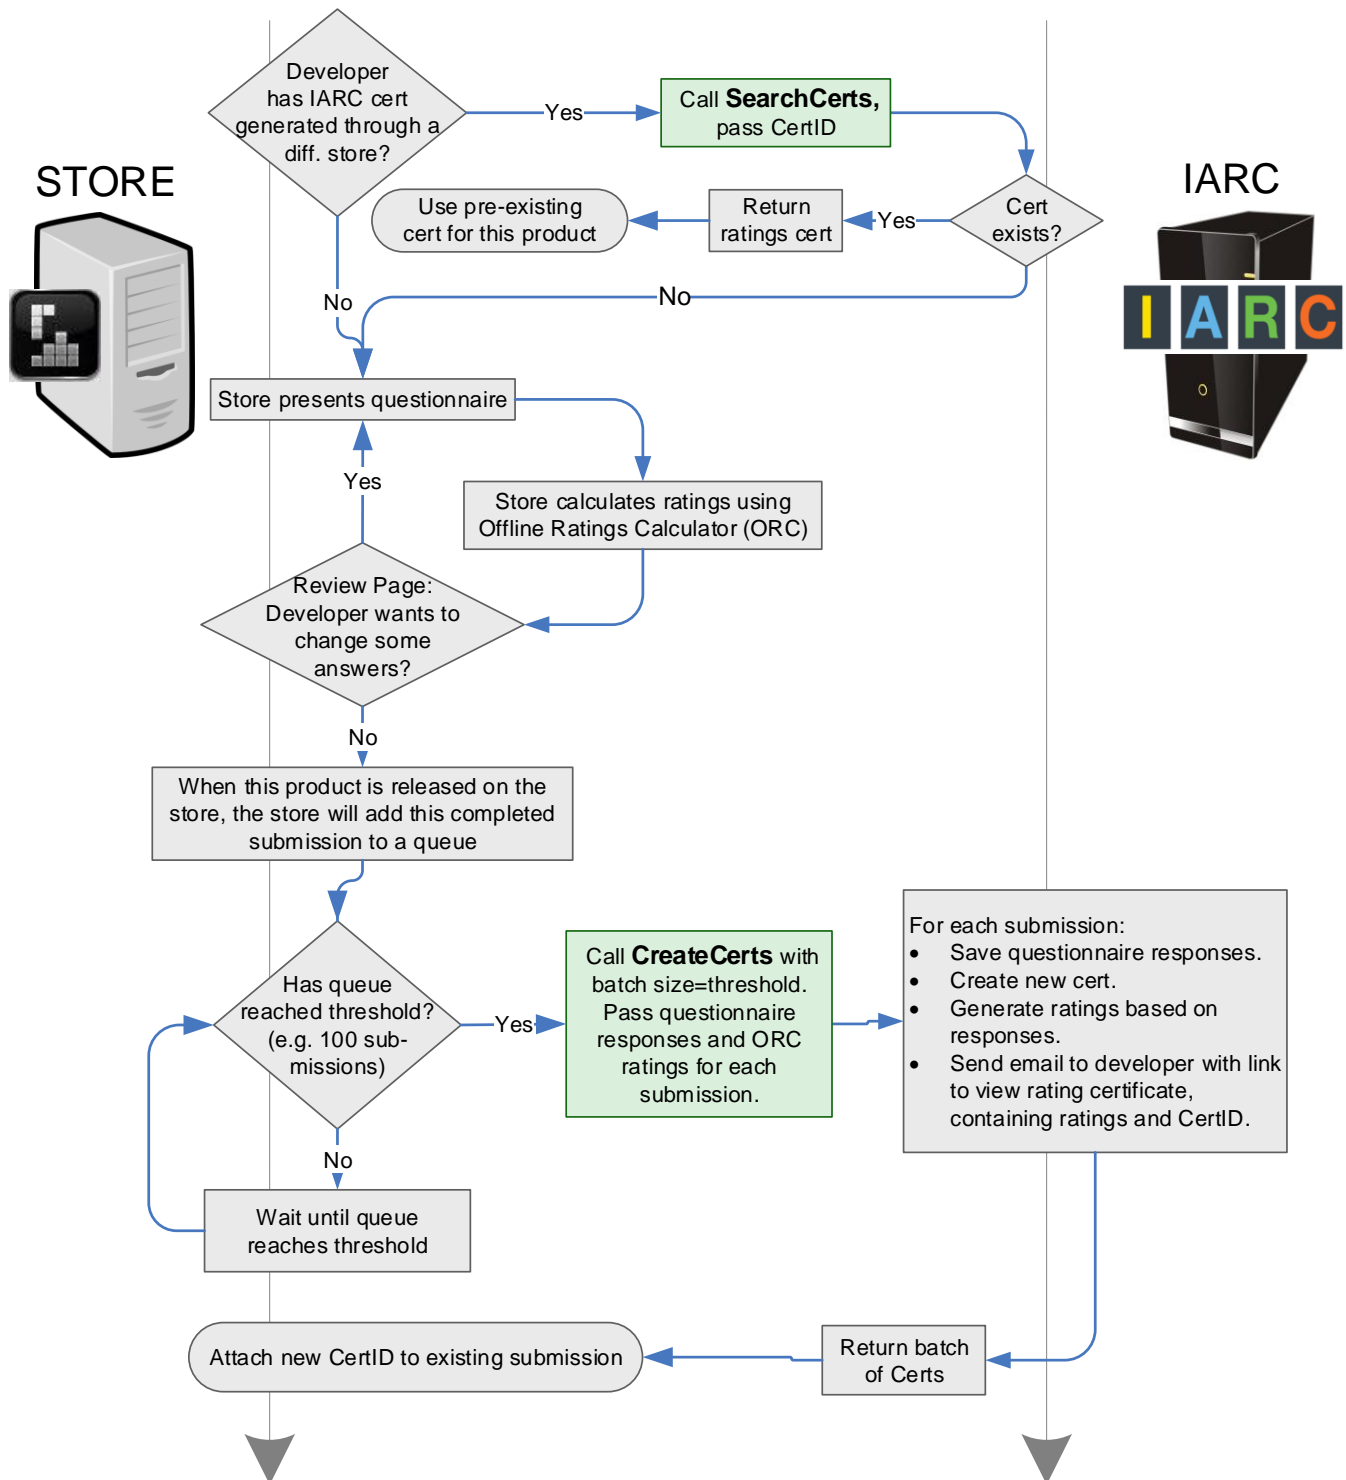 Developer
has IARC cert
generated through a
diff. store?
Yes
Call SearchCerts,
pass CertID
STORE
IARC
Use pre-existing
cert for this product
Return
ratings cert
Yes
Cert
exists?
No
No
I A R C
Store presents questionnaire
Yes
Store calculates ratings using
Offline Ratings Calculator (ORC)
Review Page:
Developer wants to
change some
answers?
No
When this product is released on the
store, the store will add this completed
submission to a queue
Has queue
reached threshold?
(e.g. 100 sub-
missions)
Yes
Call CreateCerts with
batch size=threshold.
Pass questionnaire
responses and ORC
ratings for each
submission.
For each submission:
• Save questionnaire responses.
• Create new cert.
• Generate ratings based on
responses.
• Send email to developer with link
to view rating certificate,
containing ratings and CertID.
No
Wait until queue
reaches threshold
Attach new CertID to existing submission
Return batch
of Certs